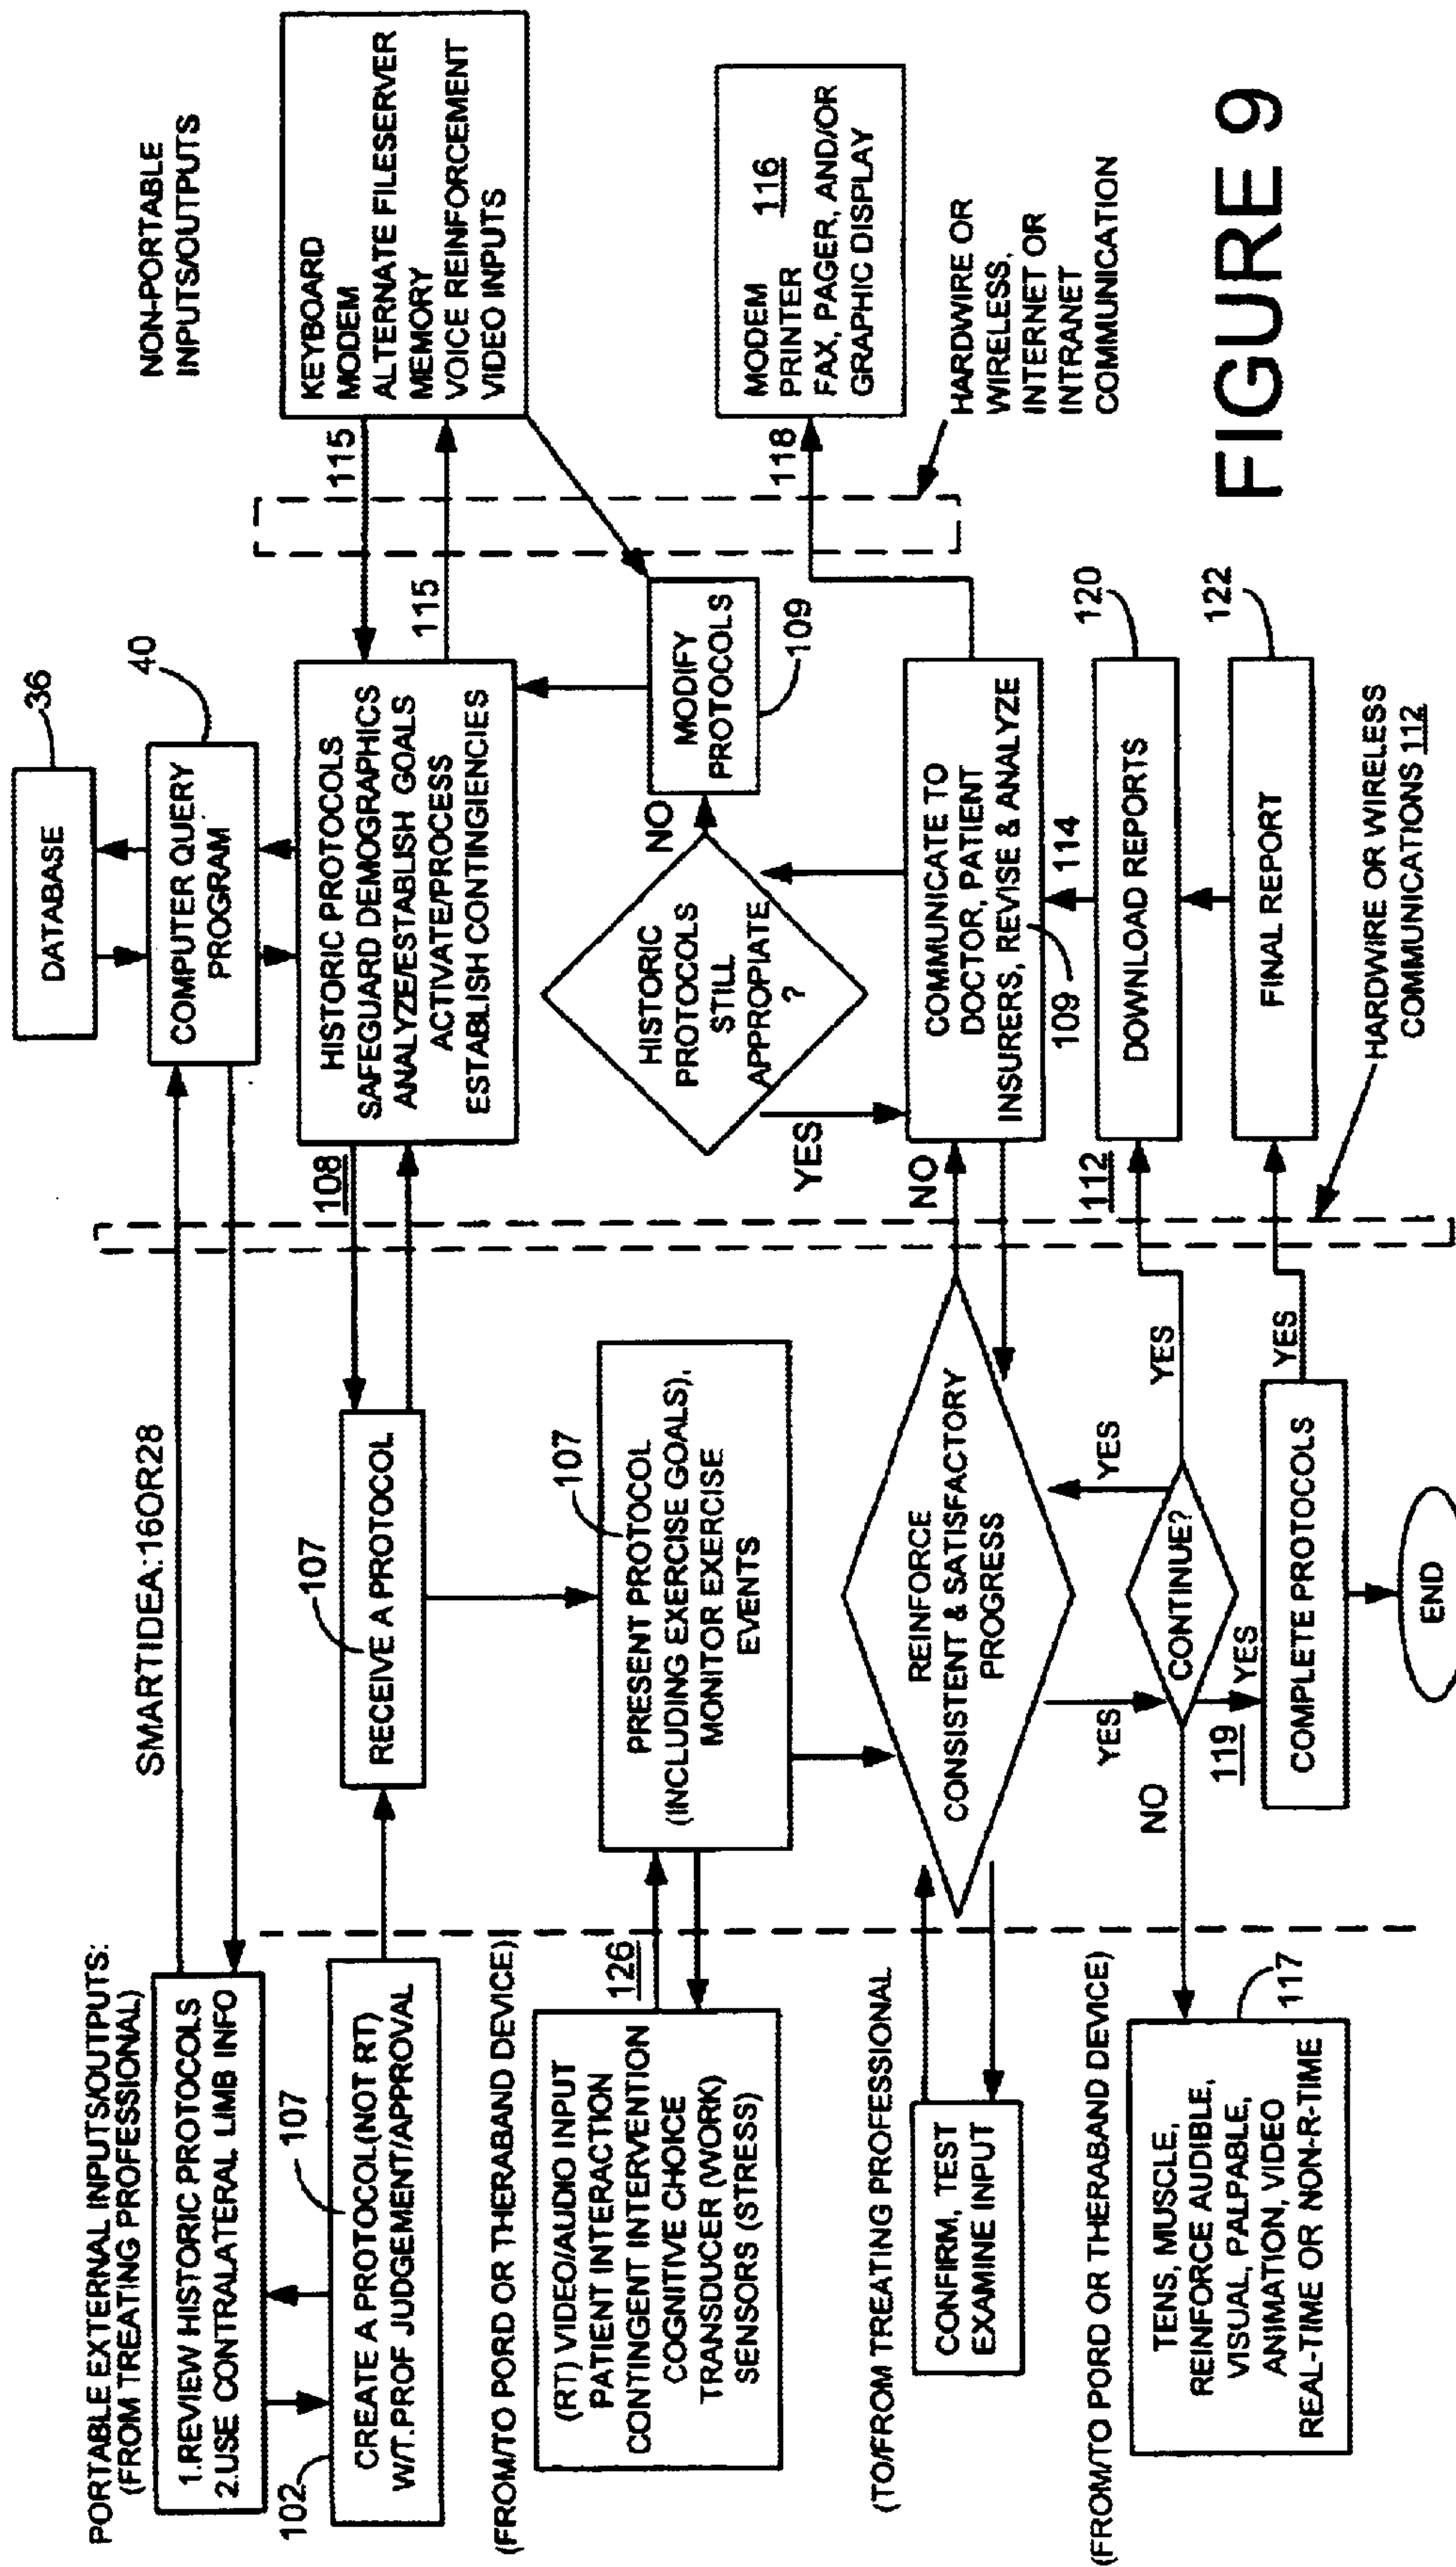 PORTABLE EXTERNAL INPUTS/OUTPUTS:
(FROM TREATING PROFESSIONAL)
1.REVIEW HISTORIC PROTOCOLS
2.USE CONTRALATERAL LIMB INFO
102
107
CREATE A PROTOCOL(NOT RT)
W/T.PROF JUDGEMENT/APPROVAL
(FROM/TO PORD OR THERABAND DEVICE)
(RT) VIDEO/AUDIO INPUT
PATIENT INTERACTION
CONTINGENT INTERVENTION
COGNITIVE CHOICE
TRANSDUCER (WORK)
SENSORS (STRESS)
126
(TO/FROM TREATING PROFESSIONAL
CONFIRM, TEST
EXAMINE INPUT
(FROM/TO PORD OR THERABAND DEVICE)
TENS, MUSCLE,
REINFORCE AUDIBLE,
VISUAL, PALPABLE,
ANIMATION, VIDEO
REAL-TIME OR NON-R-TIME
117
SMARTIDEA:16OR28
107
RECEIVE A PROTOCOL
107
PRESENT PROTOCOL
(INCLUDING EXERCISE GOALS),
MONITOR EXERCISE
EVENTS
REINFORCE
CONSISTENT & SATISFACTORY
PROGRESS
YES
YES
CONTINUE?
NO
119
YES
YES
COMPLETE PROTOCOLS
YES
END
DATABASE
36
COMPUTER QUERY
PROGRAM
40
108
HISTORIC PROTOCOLS
SAFEGUARD DEMOGRAPHICS
ANALYZE/ESTABLISH GOALS
ACTIVATE/PROCESS
ESTABLISH CONTINGIENCIES
115
115
HISTORIC
PROTOCOLS
STILL
APPROPIATE
?
NO
YES
MODIFY
PROTOCOLS
109
NO
COMMUNICATE TO
DOCTOR, PATIENT
INSURERS, REVISE & ANALYZE
109
114
112
DOWNLOAD REPORTS
120
FINAL REPORT
122
HARDWIRE OR WIRELESS
COMMUNICATIONS 112
NON-PORTABLE
INPUTS/OUTPUTS
KEYBOARD
MODEM
ALTERNATE FILESERVER
MEMORY
VOICE REINFORCEMENT
VIDEO INPUTS
118
MODEM
PRINTER
116
FAX, PAGER, AND/OR
GRAPHIC DISPLAY
HARDWIRE OR
WIRELESS,
INTERNET OR
INTRANET
COMMUNICATION
FIGURE 9